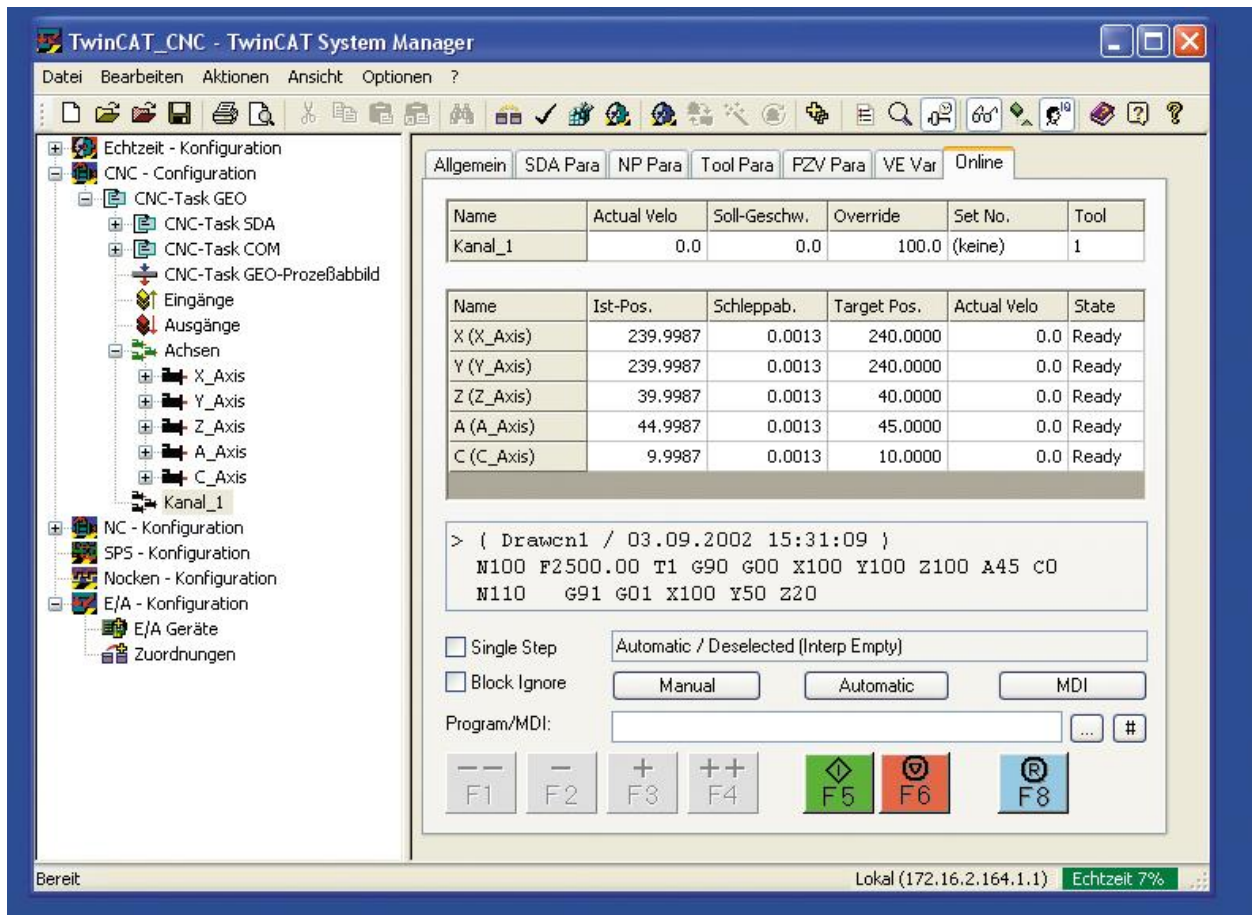 TwinCAT_CNC - TwinCAT System Manager
Datei Bearbeiten Aktionen Ansicht Optionen ?
Echtzeit - Konfiguration
CNC - Configuration
CNC-Task GEO
CNC-Task SDA
CNC-Task COM
CNC-Task GEO-Prozeßabbild
Eingänge
Ausgänge
Achsen
X_Axis
Y_Axis
Z_Axis
A_Axis
C_Axis
Kanal_1
NC - Konfiguration
SPS - Konfiguration
Nocken - Konfiguration
E/A - Konfiguration
E/A Geräte
Zuordnungen
Allgemein SDA Para NP Para Tool Para PZV Para VE Var Online
Name Actual Velo Soll-Geschw. Override Set No. Tool
Kanal_1 0.0 0.0 100.0 (keine) 1
Name Ist-Pos. Schleppab. Target Pos. Actual Velo State
X (X_Axis) 239.9987 0.0013 240.0000 0.0 Ready
Y (Y_Axis) 239.9987 0.0013 240.0000 0.0 Ready
Z (Z_Axis) 39.9987 0.0013 40.0000 0.0 Ready
A (A_Axis) 44.9987 0.0013 45.0000 0.0 Ready
C (C_Axis) 9.9987 0.0013 10.0000 0.0 Ready
> ( Drawcn1 / 03.09.2002 15:31:09 )
N100 F2500.00 T1 G90 G00 X100 Y100 Z100 A45 C0
N110 G91 G01 X100 Y50 Z20
Single Step Automatic / Deselected (Interp Empty)
Block Ignore Manual Automatic MDI
Program/MDI: ... #
-- - + ++ R
F1 F2 F3 F4 F5 F6 F8
Bereit Lokal (172.16.2.164.1.1) Echtzeit 7%